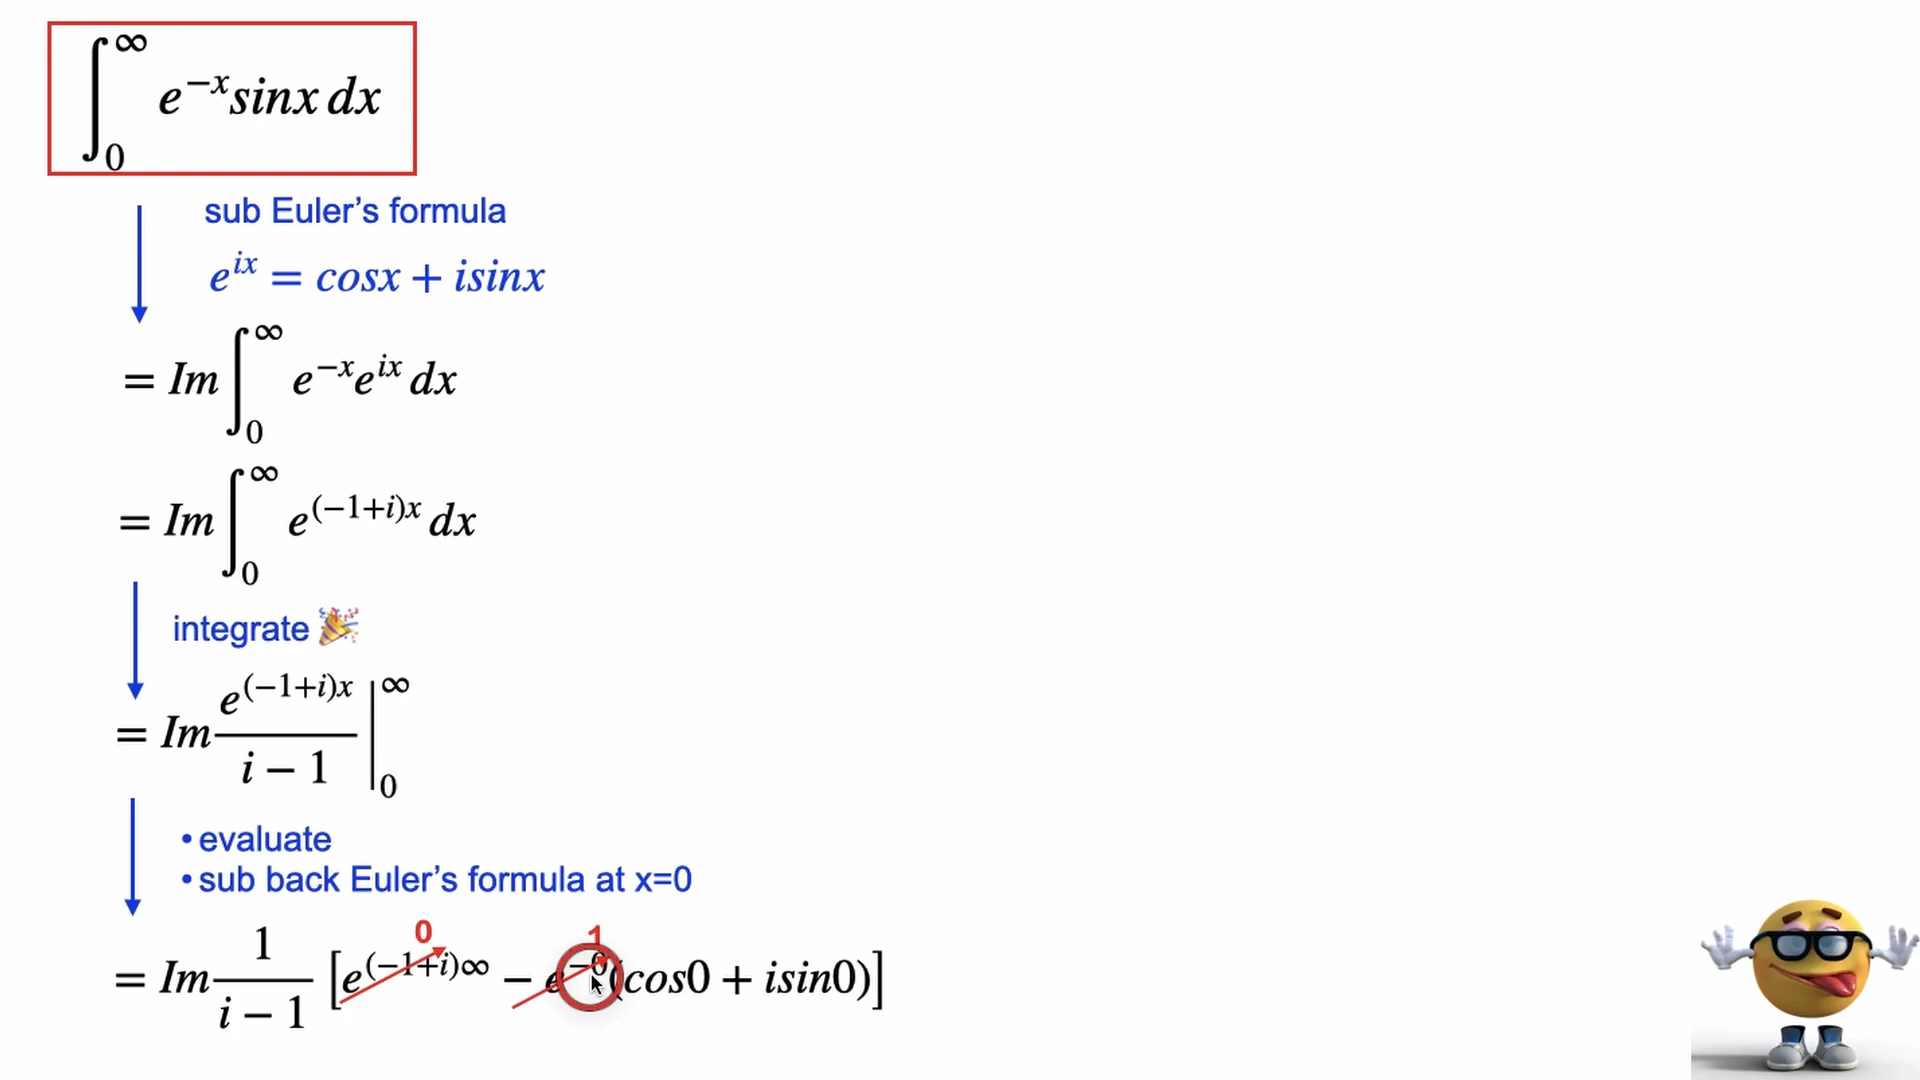 ∫₀^∞ e^{−x}sinx dx
sub Euler’s formula
e^{ix} = cosx + isinx
= Im ∫₀^∞ e^{−x}e^{ix} dx
= Im ∫₀^∞ e^{(−1+i)x} dx
integrate 🎉
= Im e^{(−1+i)x} / (i − 1) |₀^∞
• evaluate
• sub back Euler’s formula at x=0
0 1
= Im 1/(i − 1) [e^{(−1+i)∞} − e^{−0}(cos0 + isin0)]